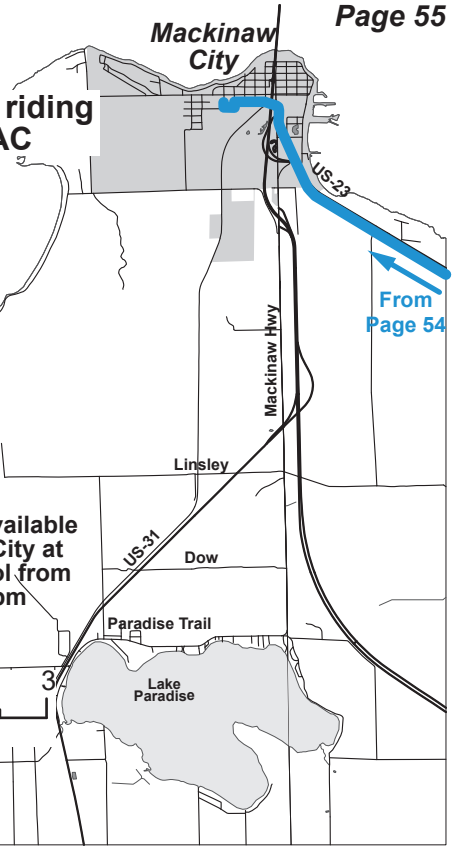 Page 55
Mackinaw
City
riding
AC
US-23
From
Page 54
Mackinaw Hwy
Linsley
vailable
City at
ol from
om
US-31
Dow
Paradise Trail
3
Lake
Paradise